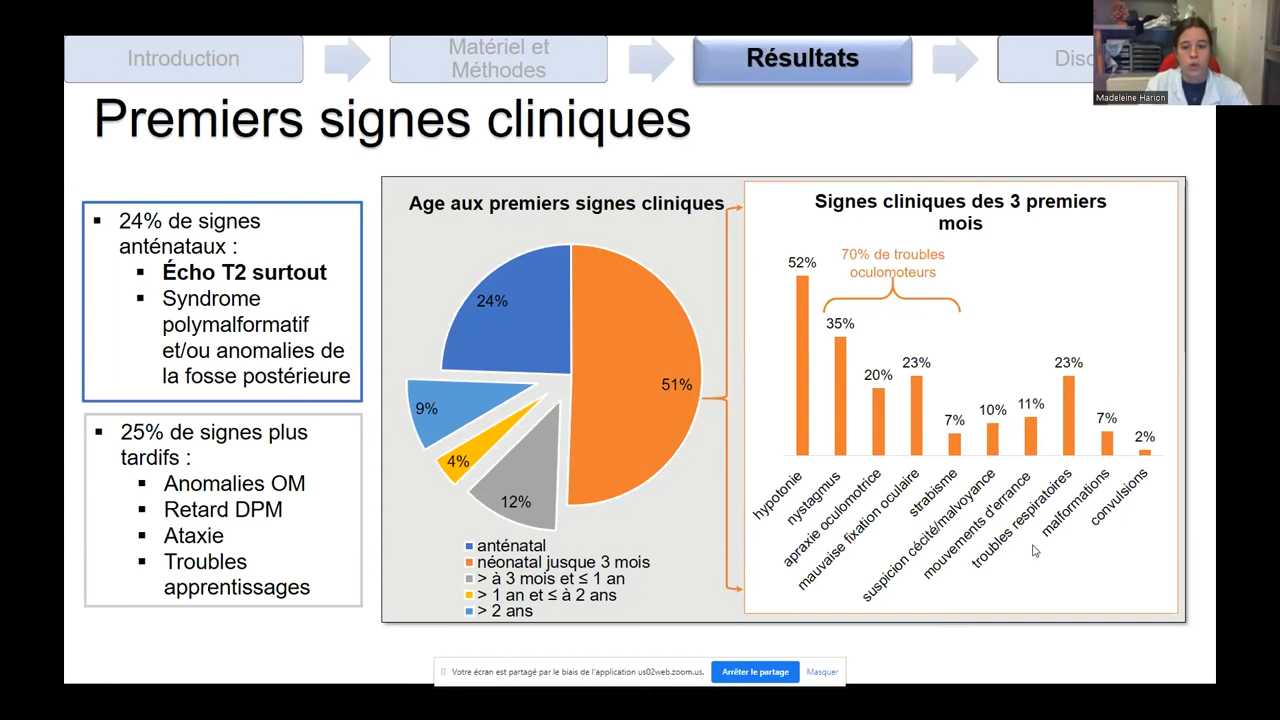 Introduction
Matériel et
Méthodes
Résultats
Disc
Madeleine Harion
Premiers signes cliniques
24% de signes
anténataux :
Écho T2 surtout
Syndrome
polymalformatif
et/ou anomalies de
la fosse postérieure
25% de signes plus
tardifs :
Anomalies OM
Retard DPM
Ataxie
Troubles
apprentissages
Age aux premiers signes cliniques
24%
51%
9%
4%
12%
anténatal
néonatal jusque 3 mois
> à 3 mois et ≤ 1 an
> 1 an et ≤ à 2 ans
> 2 ans
Signes cliniques des 3 premiers
mois
70% de troubles
oculomoteurs
52%
35%
20%
23%
7%
10%
11%
23%
7%
2%
hypotonie
nystagmus
apraxie oculomotrice
mauvaise fixation oculaire
strabisme
suspicion cécité/malvoyance
mouvements d'errance
troubles respiratoires
malformations
convulsions
Votre écran est partagé par le biais de l'application us02web.zoom.us.
Arrêter le partage
Masquer